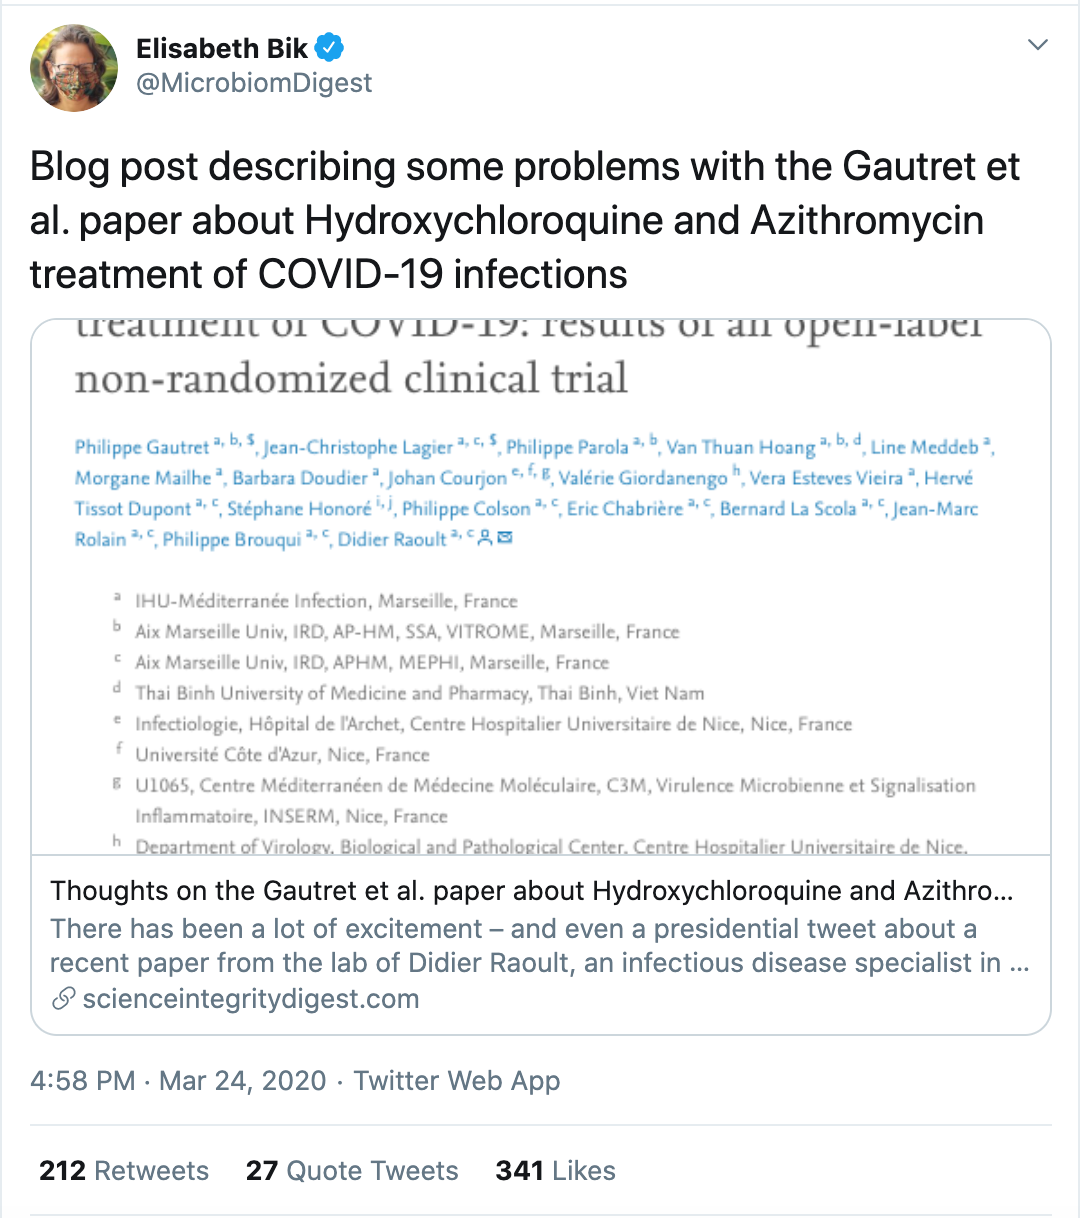 Elisabeth Bik
@MicrobiomDigest
Blog post describing some problems with the Gautret et
al. paper about Hydroxychloroquine and Azithromycin
treatment of COVID-19 infections
treatment of COVID-19: results of an open-label
non-randomized clinical trial
Philippe Gautret a, b, $, Jean-Christophe Lagier a, c, $, Philippe Parola a, b, Van Thuan Hoang a, b, d, Line Meddeb a,
Morgane Mailhe a, Barbara Doudier a, Johan Courjon e, f, g, Valérie Giordanengo h, Vera Esteves Vieira a, Hervé
Tissot Dupont a, c, Stéphane Honoré i, j, Philippe Colson a, c, Eric Chabrière a, c, Bernard La Scola a, c, Jean-Marc
Rolain a, c, Philippe Brouqui a, c, Didier Raoult a, c
a IHU-Méditerranée Infection, Marseille, France
b Aix Marseille Univ, IRD, AP-HM, SSA, VITROME, Marseille, France
c Aix Marseille Univ, IRD, APHM, MEPHI, Marseille, France
d Thai Binh University of Medicine and Pharmacy, Thai Binh, Viet Nam
e Infectiologie, Hôpital de l'Archet, Centre Hospitalier Universitaire de Nice, Nice, France
f Université Côte d'Azur, Nice, France
g U1065, Centre Méditerranéen de Médecine Moléculaire, C3M, Virulence Microbienne et Signalisation
Inflammatoire, INSERM, Nice, France
h Department of Virology, Biological and Pathological Center, Centre Hospitalier Universitaire de Nice,
Thoughts on the Gautret et al. paper about Hydroxychloroquine and Azithro...
There has been a lot of excitement – and even a presidential tweet about a
recent paper from the lab of Didier Raoult, an infectious disease specialist in ...
scienceintegritydigest.com
4:58 PM · Mar 24, 2020 · Twitter Web App
212 Retweets 27 Quote Tweets 341 Likes